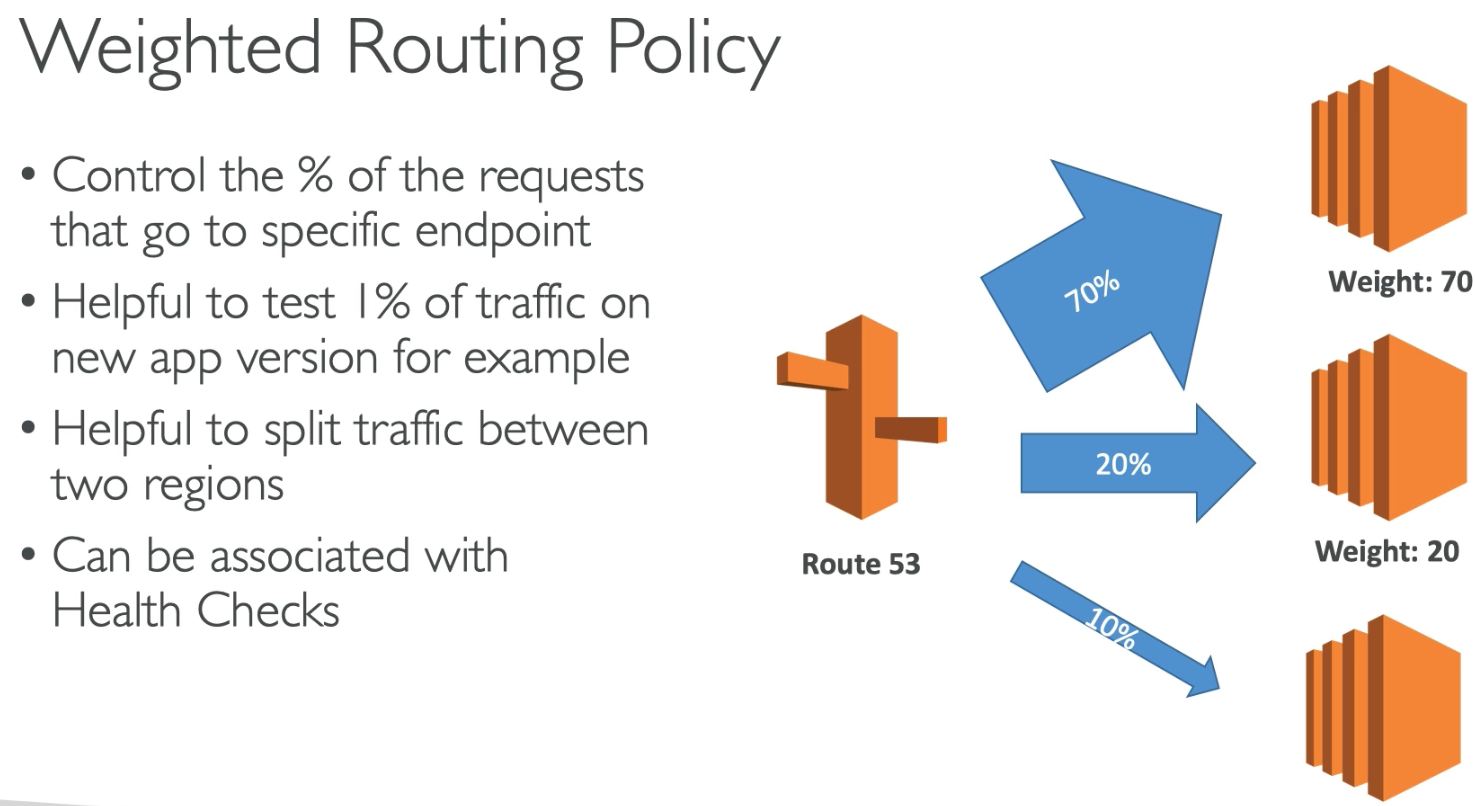 Weighted Routing Policy
• Control the % of the requests
that go to specific endpoint
• Helpful to test 1% of traffic on
new app version for example
• Helpful to split traffic between
two regions
• Can be associated with
Health Checks
70%
Weight: 70
20%
Weight: 20
Route 53
10%